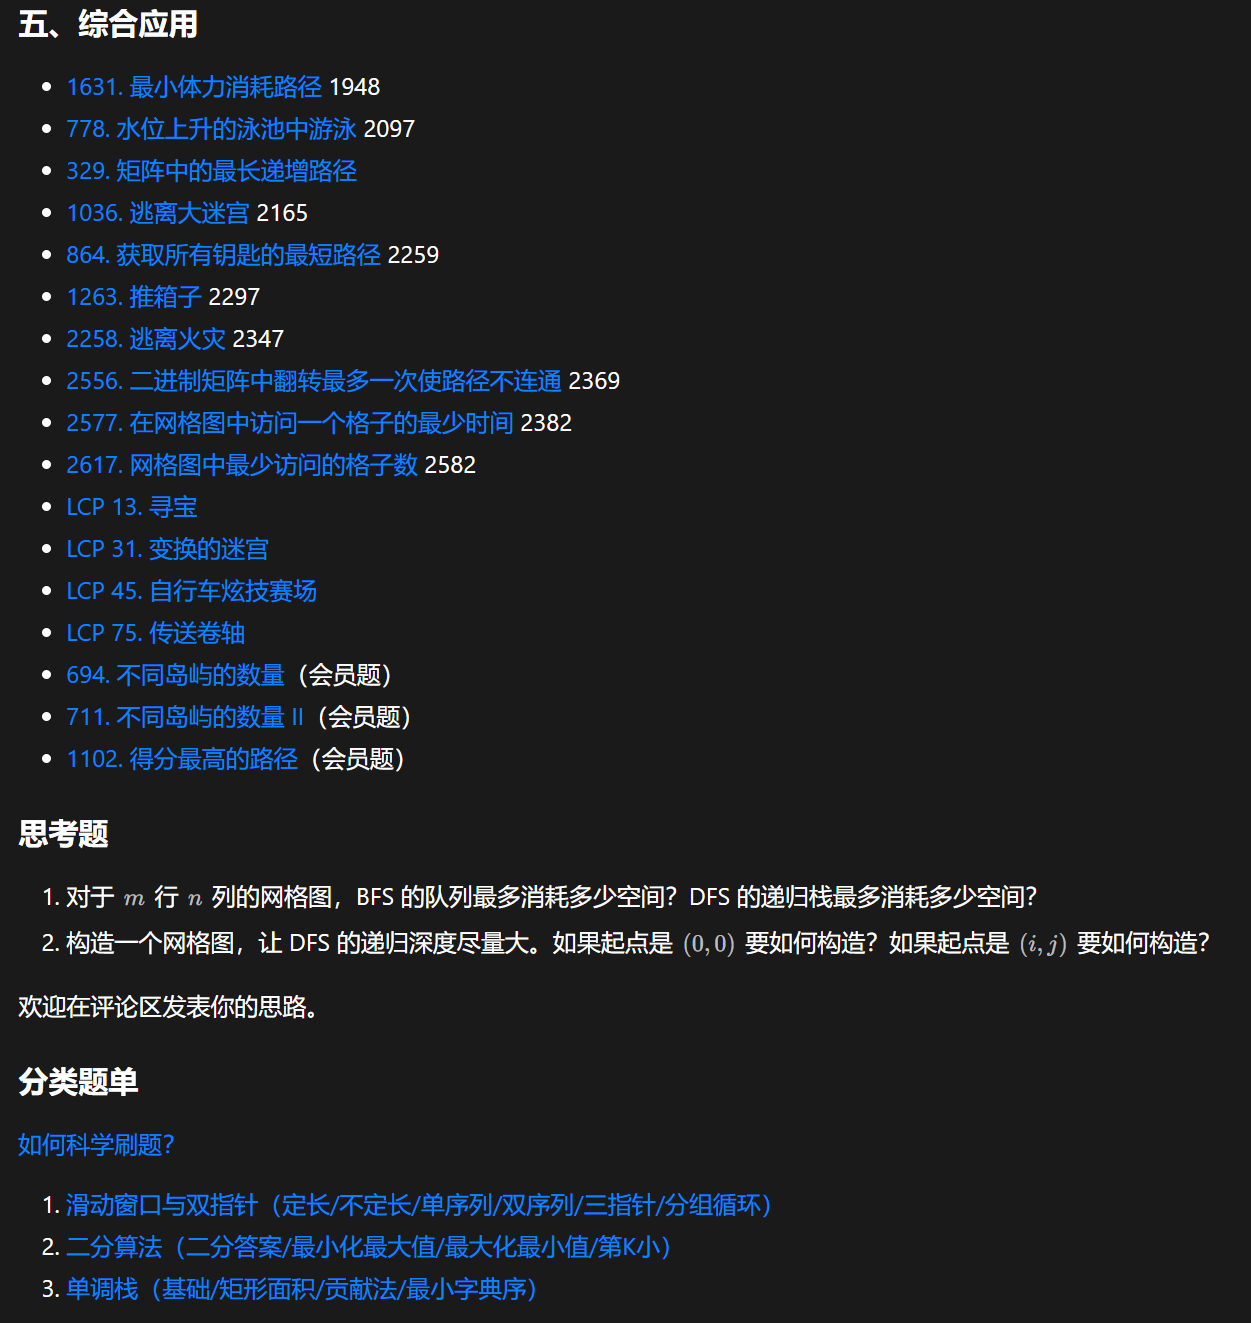 五、综合应用
1631. 最小体力消耗路径 1948
778. 水位上升的泳池中游泳 2097
329. 矩阵中的最长递增路径
1036. 逃离大迷宫 2165
864. 获取所有钥匙的最短路径 2259
1263. 推箱子 2297
2258. 逃离火灾 2347
2556. 二进制矩阵中翻转最多一次使路径不连通 2369
2577. 在网格图中访问一个格子的最少时间 2382
2617. 网格图中最少访问的格子数 2582
LCP 13. 寻宝
LCP 31. 变换的迷宫
LCP 45. 自行车炫技赛场
LCP 75. 传送卷轴
694. 不同岛屿的数量（会员题）
711. 不同岛屿的数量 II（会员题）
1102. 得分最高的路径（会员题）
思考题
1. 对于 m 行 n 列的网格图，BFS 的队列最多消耗多少空间？DFS 的递归栈最多消耗多少空间？
2. 构造一个网格图，让 DFS 的递归深度尽量大。如果起点是 (0,0) 要如何构造？如果起点是 (i,j) 要如何构造？
欢迎在评论区发表你的思路。
分类题单
如何科学刷题？
1. 滑动窗口与双指针（定长/不定长/单序列/双序列/三指针/分组循环）
2. 二分算法（二分答案/最小化最大值/最大化最小值/第K小）
3. 单调栈（基础/矩形面积/贡献法/最小字典序）